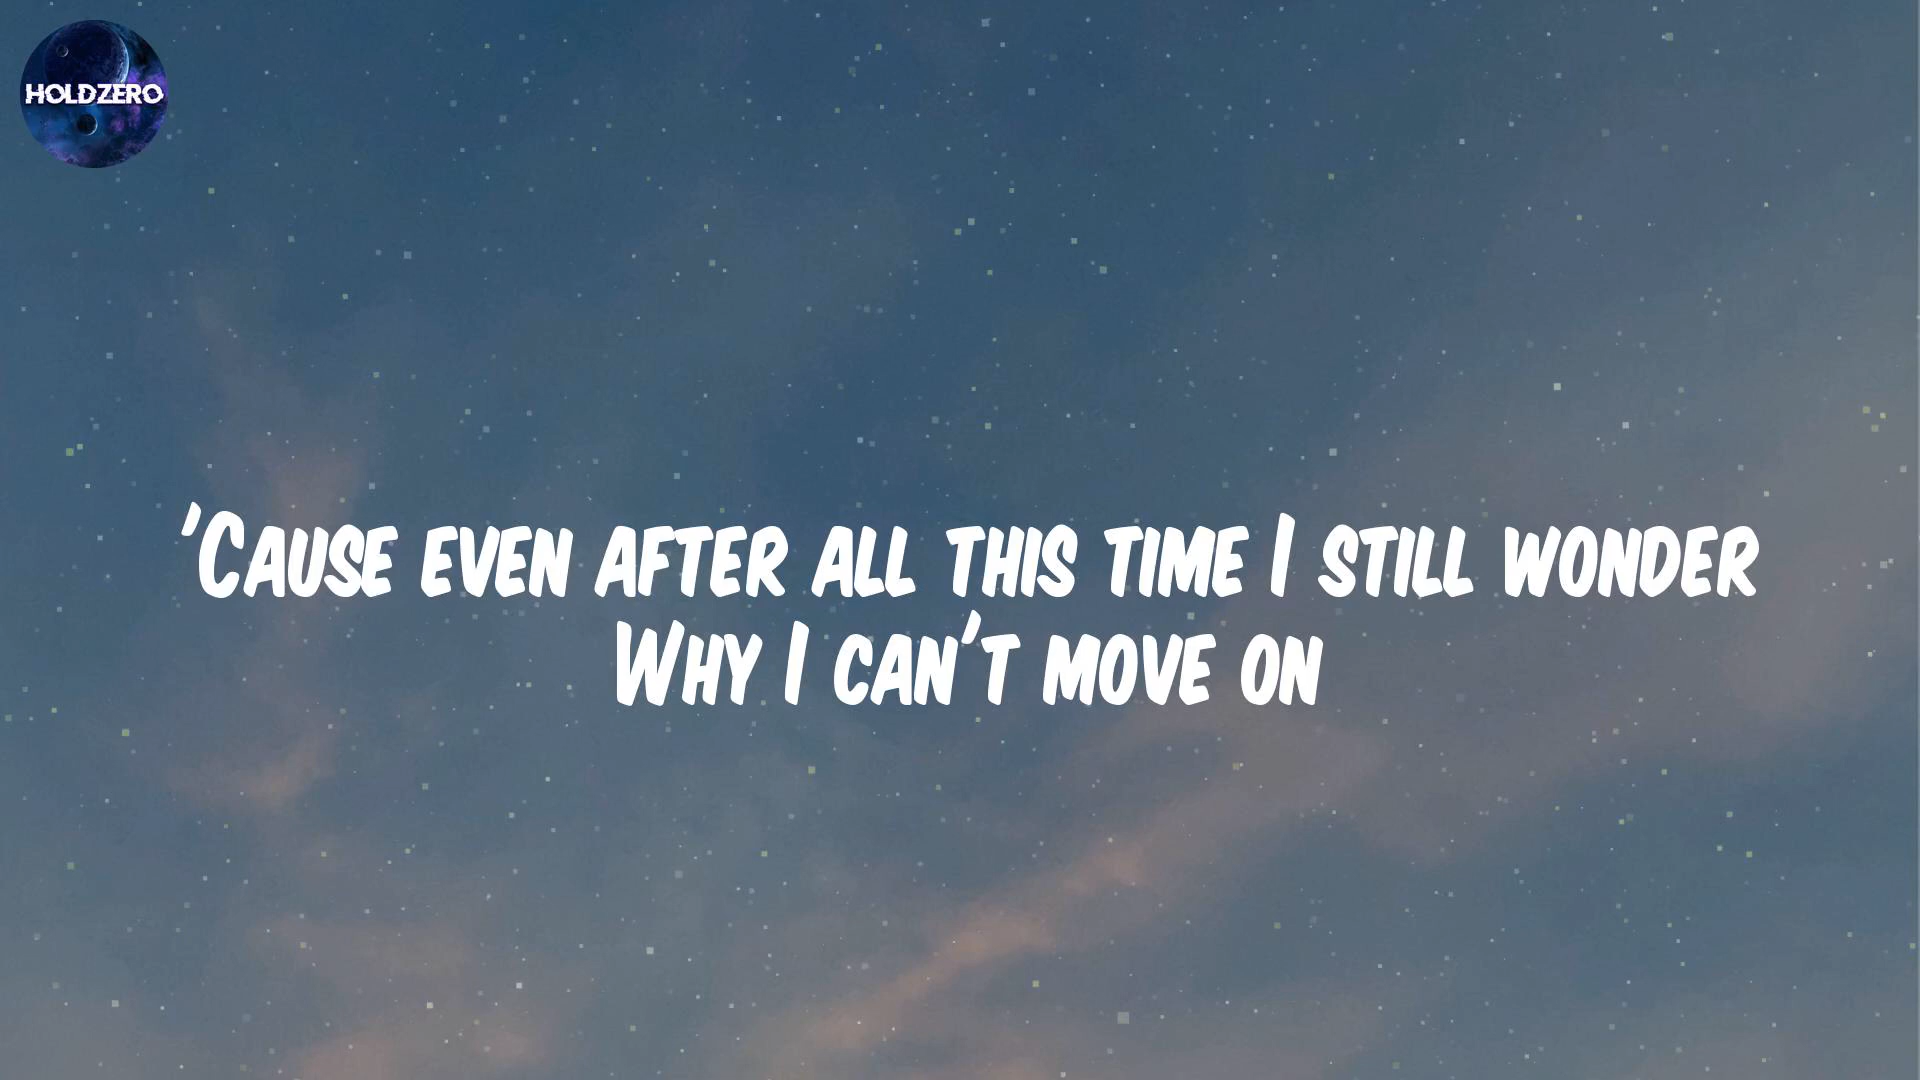 HOLDZERO
'Cause even after all this time I still wonder
Why I can't move on